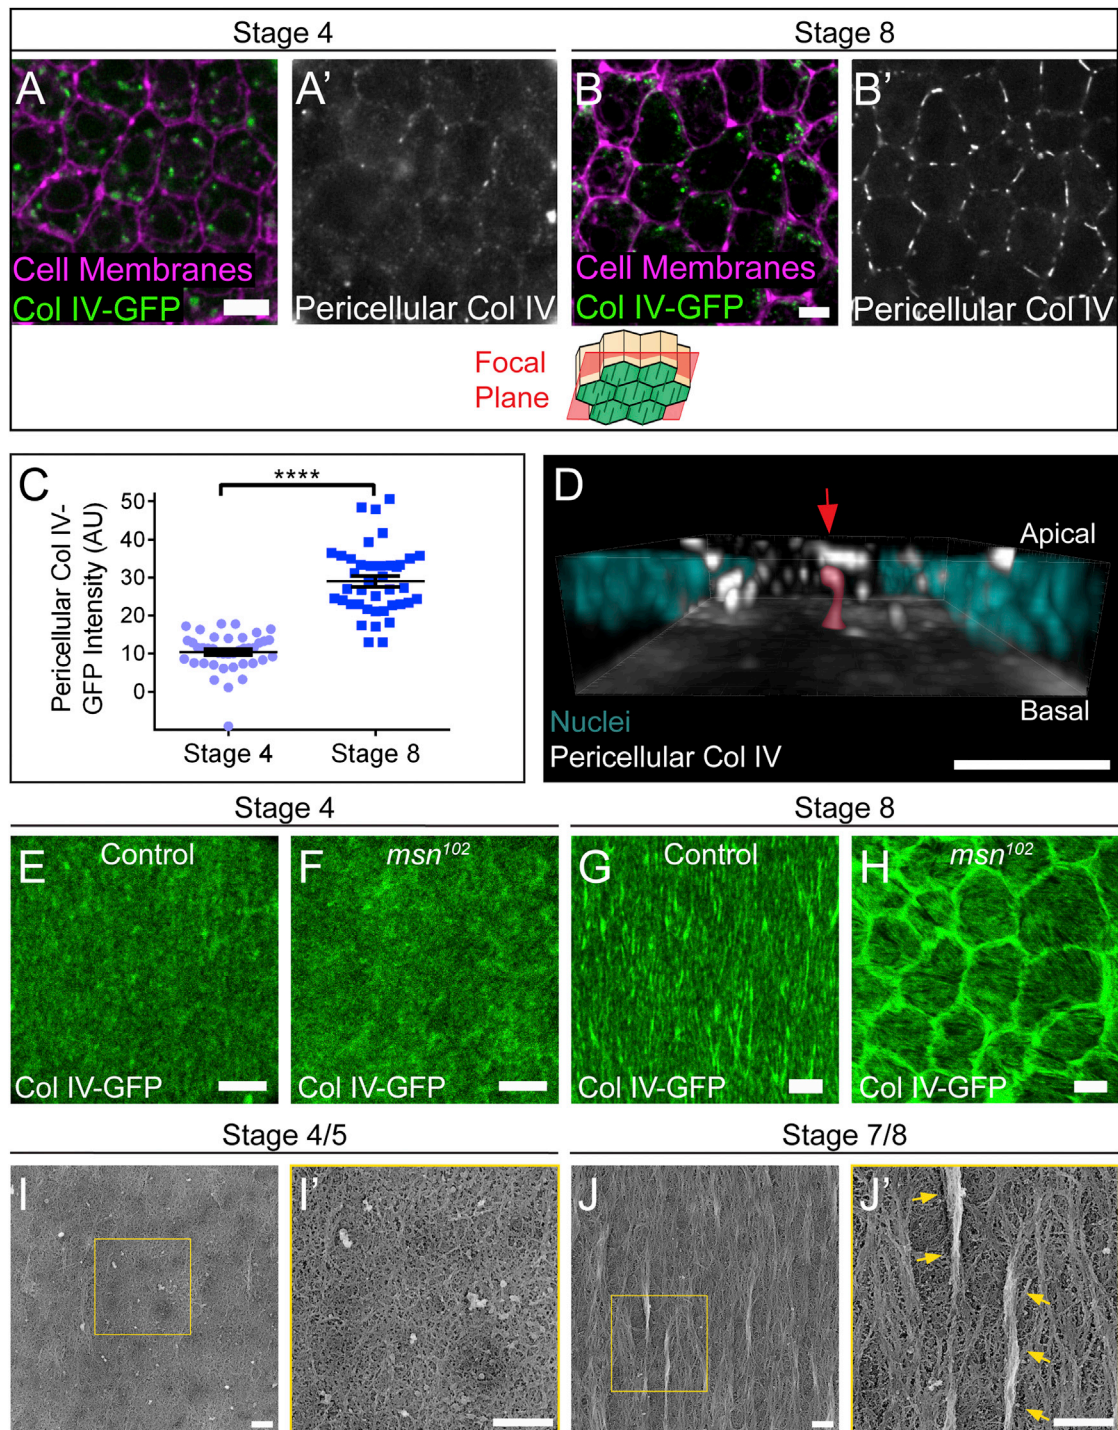 Stage 4
Stage 8
A
A'
B
B'
Cell Membranes
Col IV-GFP
Pericellular Col IV
Cell Membranes
Col IV-GFP
Pericellular Col IV
Focal
Plane
C
****
Pericellular Col IV-
GFP Intensity (AU)
50
40
30
20
10
0
Stage 4
Stage 8
D
Apical
Basal
Nuclei
Pericellular Col IV
Stage 4
Stage 8
E
Control
F
msn¹⁰²
G
Control
H
msn¹⁰²
Col IV-GFP
Col IV-GFP
Col IV-GFP
Col IV-GFP
Stage 4/5
Stage 7/8
I
I'
J
J'